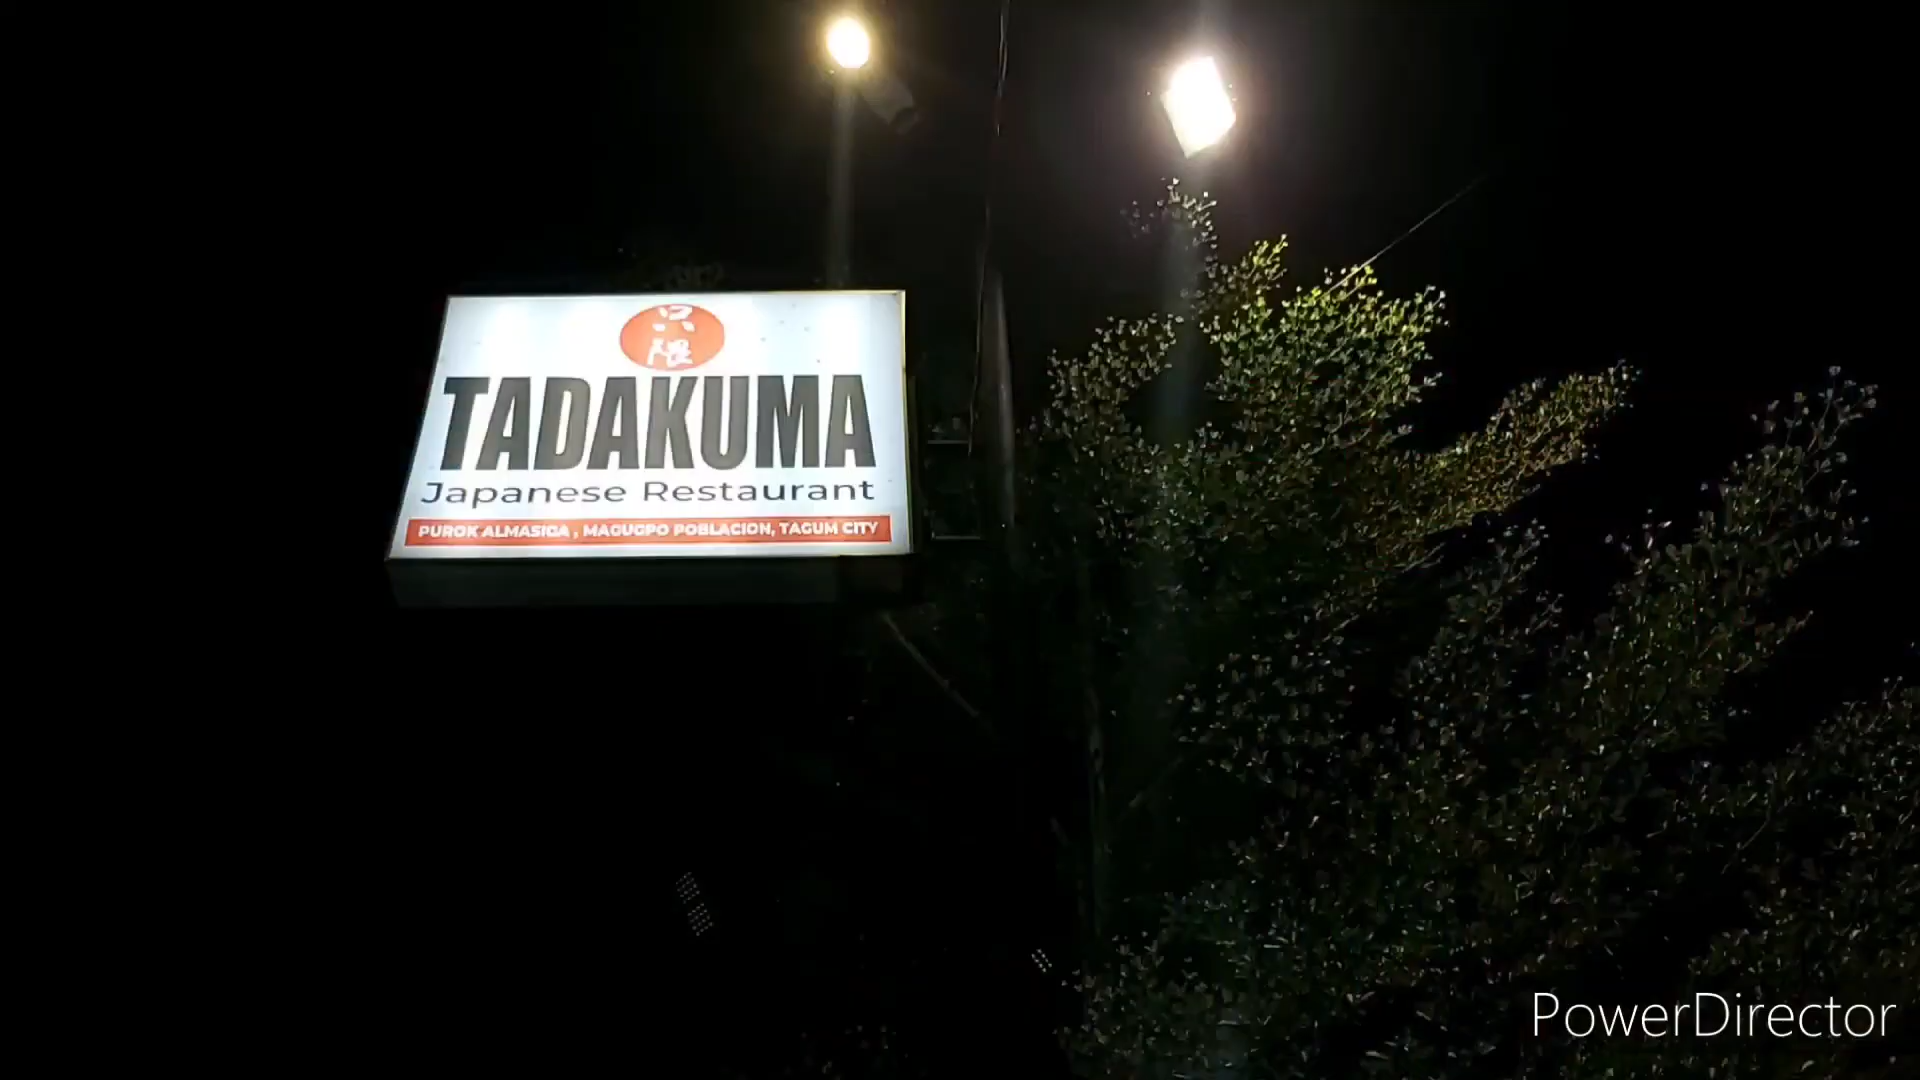 只隈
TADAKUMA
Japanese Restaurant
PUROK ALMASIGA, MAGUGPO POBLACION, TAGUM CITY
PowerDirector